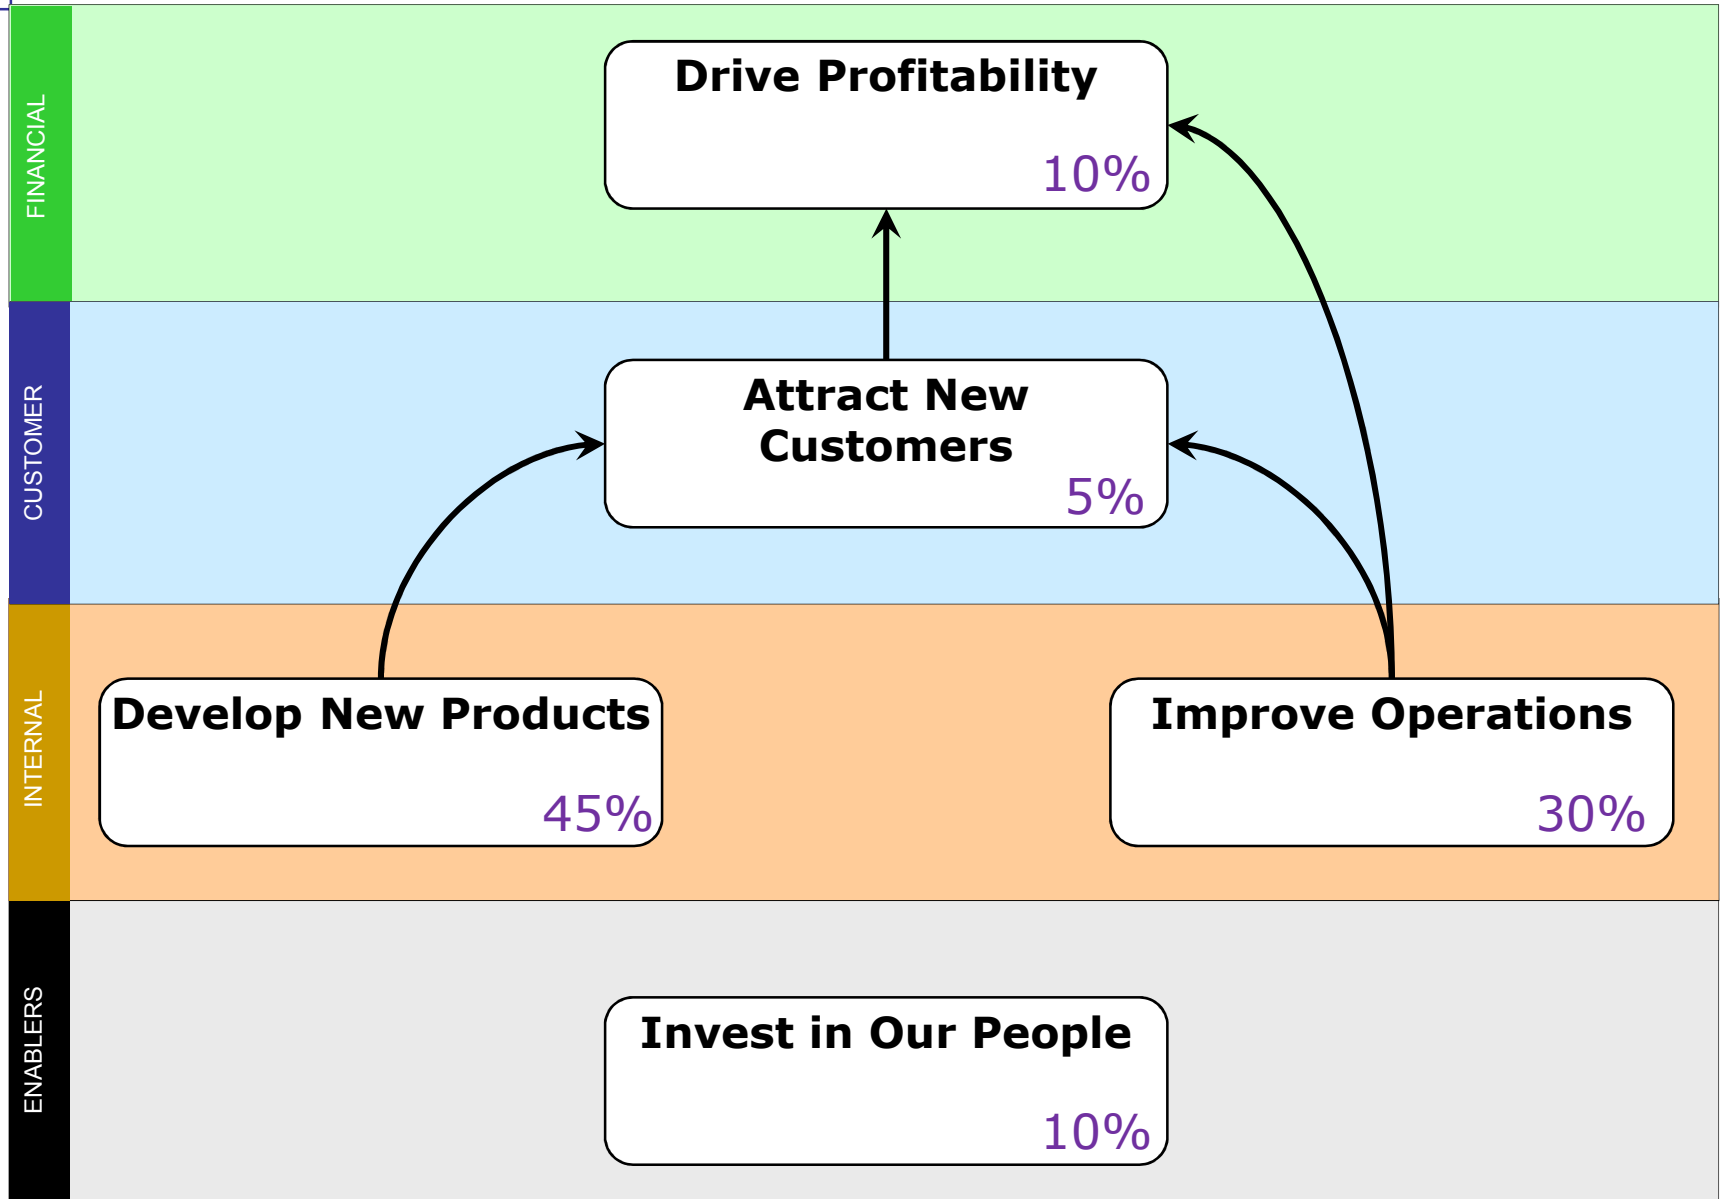 FINANCIAL
Drive Profitability
10%
CUSTOMER
Attract New
Customers
5%
INTERNAL
Develop New Products
45%
Improve Operations
30%
ENABLERS
Invest in Our People
10%